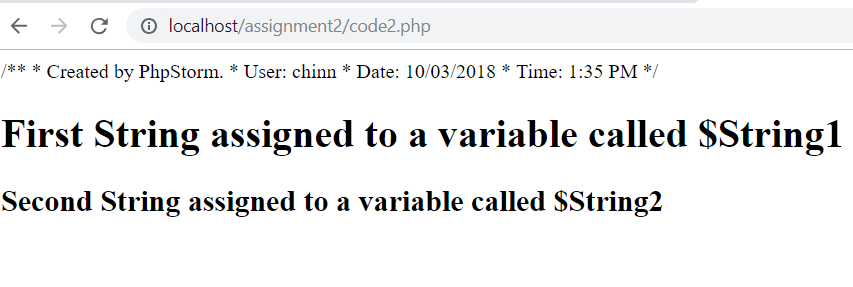 localhost/assignment2/code2.php
/** * Created by PhpStorm. * User: chinn * Date: 10/03/2018 * Time: 1:35 PM */
First String assigned to a variable called $String1
Second String assigned to a variable called $String2